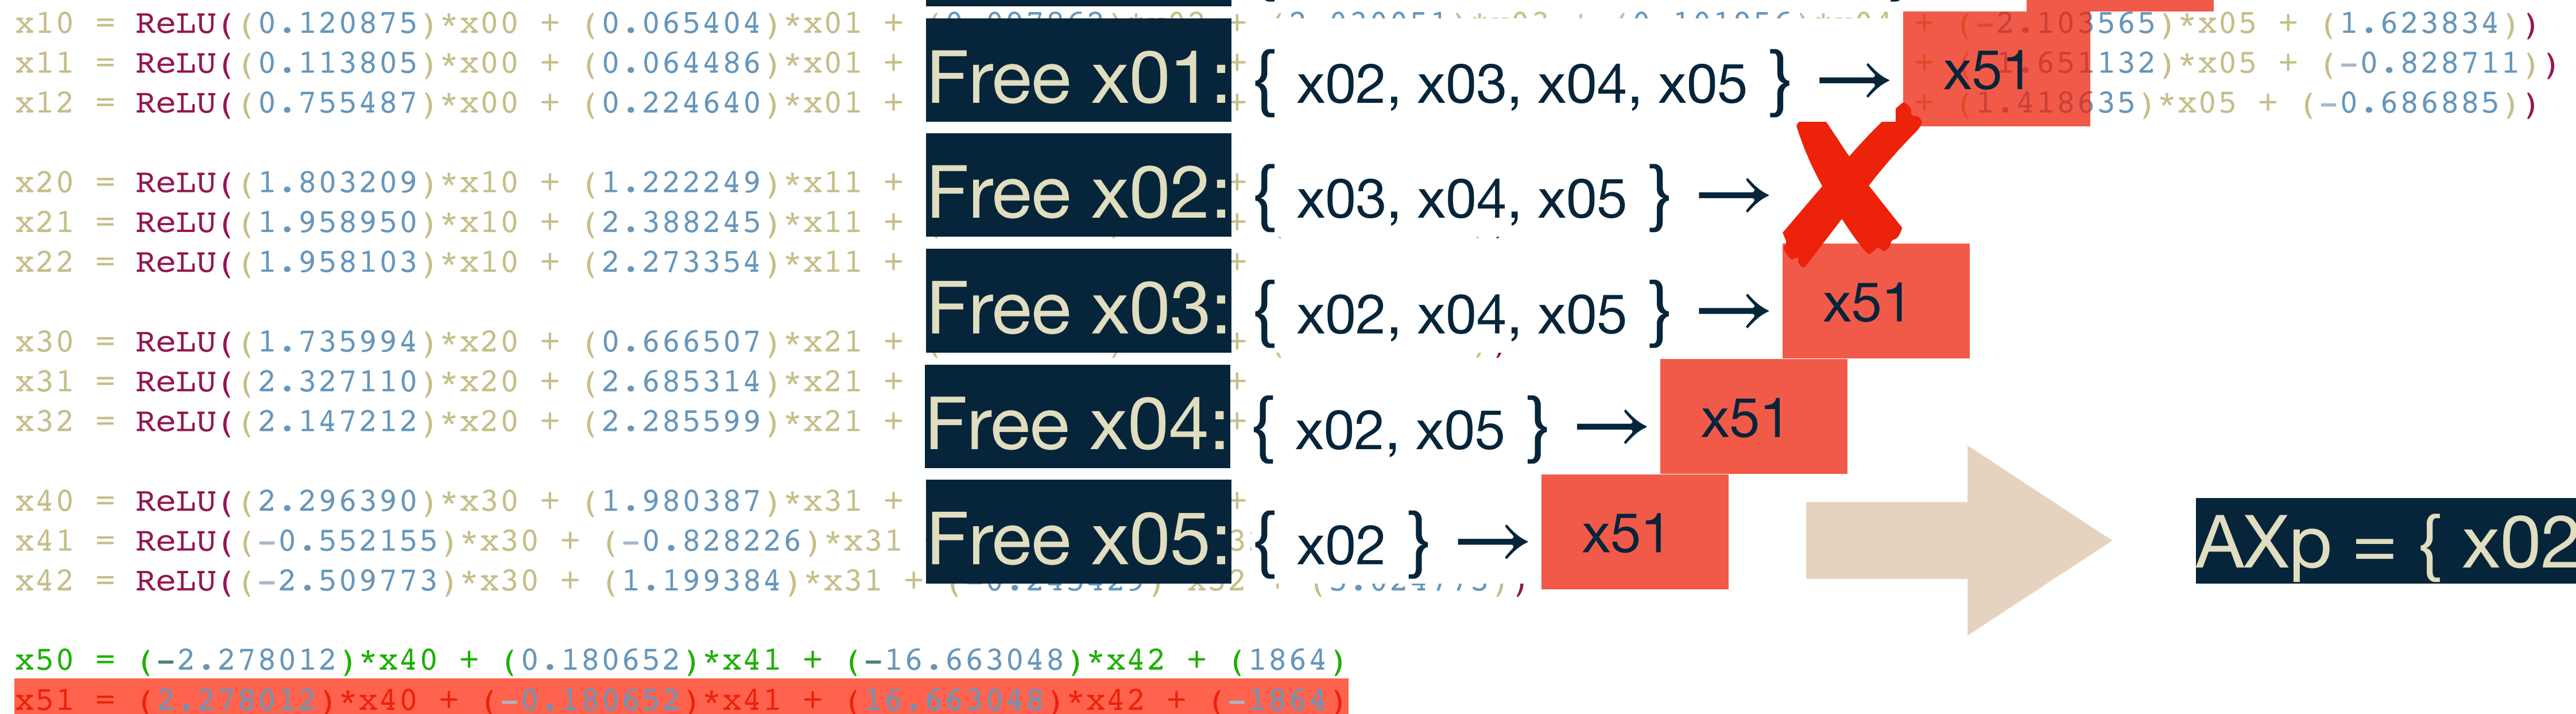 x10 = ReLU((0.120875)*x00 + (0.065404)*x01 + (-2.103565)*x05 + (1.623834))
Free x01: { x02, x03, x04, x05 } → x51
x11 = ReLU((0.113805)*x00 + (0.064486)*x01 + 651132)*x05 + (-0.828711))
x12 = ReLU((0.755487)*x00 + (0.224640)*x01 + (1.418635)*x05 + (-0.686885))
x20 = ReLU((1.803209)*x10 + (1.222249)*x11 +
Free x02: { x03, x04, x05 } →
x21 = ReLU((1.958950)*x10 + (2.388245)*x11 +
x22 = ReLU((1.958103)*x10 + (2.273354)*x11 +
Free x03: { x02, x04, x05 } → x51
x30 = ReLU((1.735994)*x20 + (0.666507)*x21 +
x31 = ReLU((2.327110)*x20 + (2.685314)*x21 +
x32 = ReLU((2.147212)*x20 + (2.285599)*x21 +
Free x04: { x02, x05 } → x51
x40 = ReLU((2.296390)*x30 + (1.980387)*x31 +
x41 = ReLU((-0.552155)*x30 + (-0.828226)*x31
Free x05: { x02 } → x51
AXp = { x02
x42 = ReLU((-2.509773)*x30 + (1.199384)*x31 +
x50 = (-2.278012)*x40 + (0.180652)*x41 + (-16.663048)*x42 + (1864)
x51 = (2.278012)*x40 + (-0.180652)*x41 + (16.663048)*x42 + (-1864)